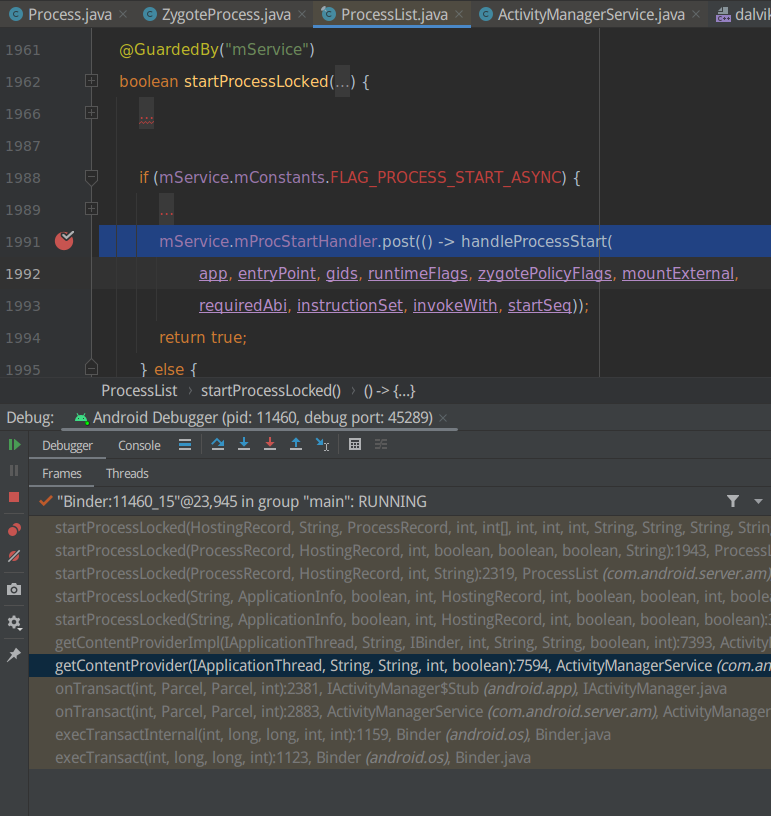 Process.java × ZygoteProcess.java × ProcessList.java × ActivityManagerService.java × dalvik
1961 @GuardedBy("mService")
1962 boolean startProcessLocked(...) {
1966 ...
1987
1988 if (mService.mConstants.FLAG_PROCESS_START_ASYNC) {
1989 ...
1991 mService.mProcStartHandler.post(() -> handleProcessStart(
1992 app, entryPoint, gids, runtimeFlags, zygotePolicyFlags, mountExternal,
1993 requiredAbi, instructionSet, invokeWith, startSeq));
1994 return true;
1995 } else {
ProcessList › startProcessLocked() › () -> {...}
Debug: Android Debugger (pid: 11460, debug port: 45289) ×
Debugger Console
Frames Threads
"Binder:11460_15"@23,945 in group "main": RUNNING
startProcessLocked(HostingRecord, String, ProcessRecord, int, int[], int, int, int, String, String, String, String
startProcessLocked(ProcessRecord, HostingRecord, int, boolean, boolean, boolean, String):1943, ProcessL
startProcessLocked(ProcessRecord, HostingRecord, int, String):2319, ProcessList (com.android.server.am)
startProcessLocked(String, ApplicationInfo, boolean, int, HostingRecord, int, boolean, boolean, int, boolean
startProcessLocked(String, ApplicationInfo, boolean, int, HostingRecord, int, boolean, boolean, boolean):
getContentProviderImpl(IApplicationThread, String, IBinder, int, String, String, boolean, int):7393, ActivityM
getContentProvider(IApplicationThread, String, String, int, boolean):7594, ActivityManagerService (com.an
onTransact(int, Parcel, Parcel, int):2381, IActivityManager$Stub (android.app), IActivityManager.java
onTransact(int, Parcel, Parcel, int):2883, ActivityManagerService (com.android.server.am), ActivityManager
execTransactInternal(int, long, long, int, int):1159, Binder (android.os), Binder.java
execTransact(int, long, long, int):1123, Binder (android.os), Binder.java